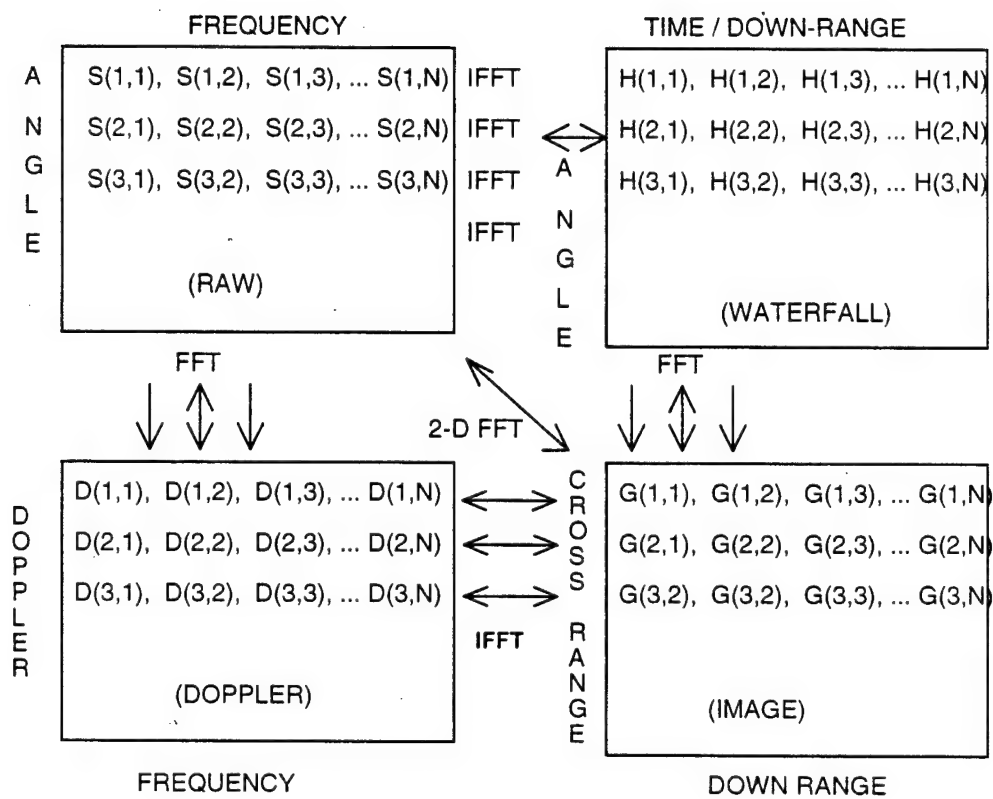 FREQUENCY
TIME / DOWN-RANGE
ANGLE
S(1,1), S(1,2), S(1,3), ... S(1,N)
S(2,1), S(2,2), S(2,3), ... S(2,N)
S(3,1), S(3,2), S(3,3), ... S(3,N)
(RAW)
IFFT
IFFT
IFFT
IFFT
ANGLE
H(1,1), H(1,2), H(1,3), ... H(1,N)
H(2,1), H(2,2), H(2,3), ... H(2,N)
H(3,1), H(3,2), H(3,3), ... H(3,N)
(WATERFALL)
FFT
2-D FFT
FFT
DOPPLER
D(1,1), D(1,2), D(1,3), ... D(1,N)
D(2,1), D(2,2), D(2,3), ... D(2,N)
D(3,1), D(3,2), D(3,3), ... D(3,N)
(DOPPLER)
IFFT
CROSS RANGE
G(1,1), G(1,2), G(1,3), ... G(1,N)
G(2,1), G(2,2), G(2,3), ... G(2,N)
G(3,2), G(3,2), G(3,3), ... G(3,N)
(IMAGE)
FREQUENCY
DOWN RANGE